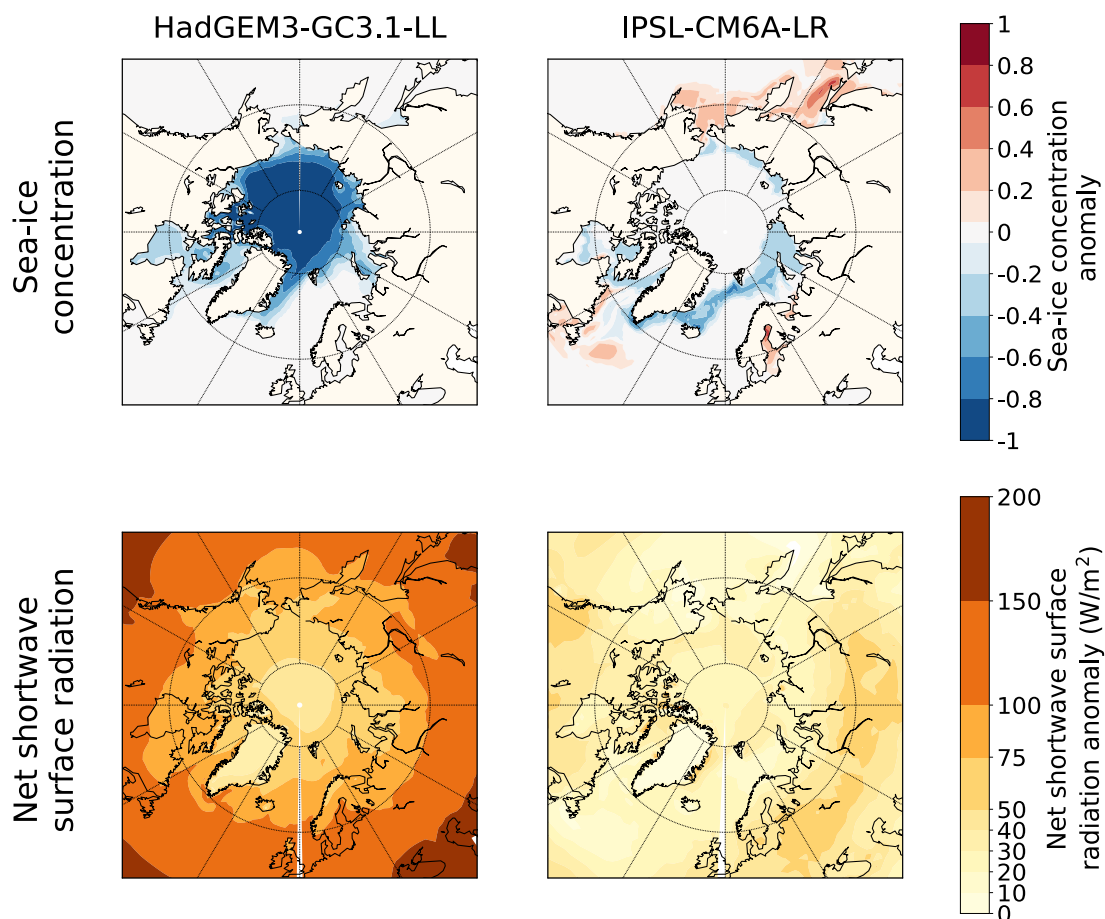 HadGEM3-GC3.1-LL
IPSL-CM6A-LR
Sea-ice
concentration
1
0.8
0.6
0.4
0.2
0
-0.2
-0.4
-0.6
-0.8
-1
Sea-ice concentration
anomaly
Net shortwave
surface radiation
200
150
100
75
50
40
30
20
10
0
Net shortwave surface
radiation anomaly (W/m²)